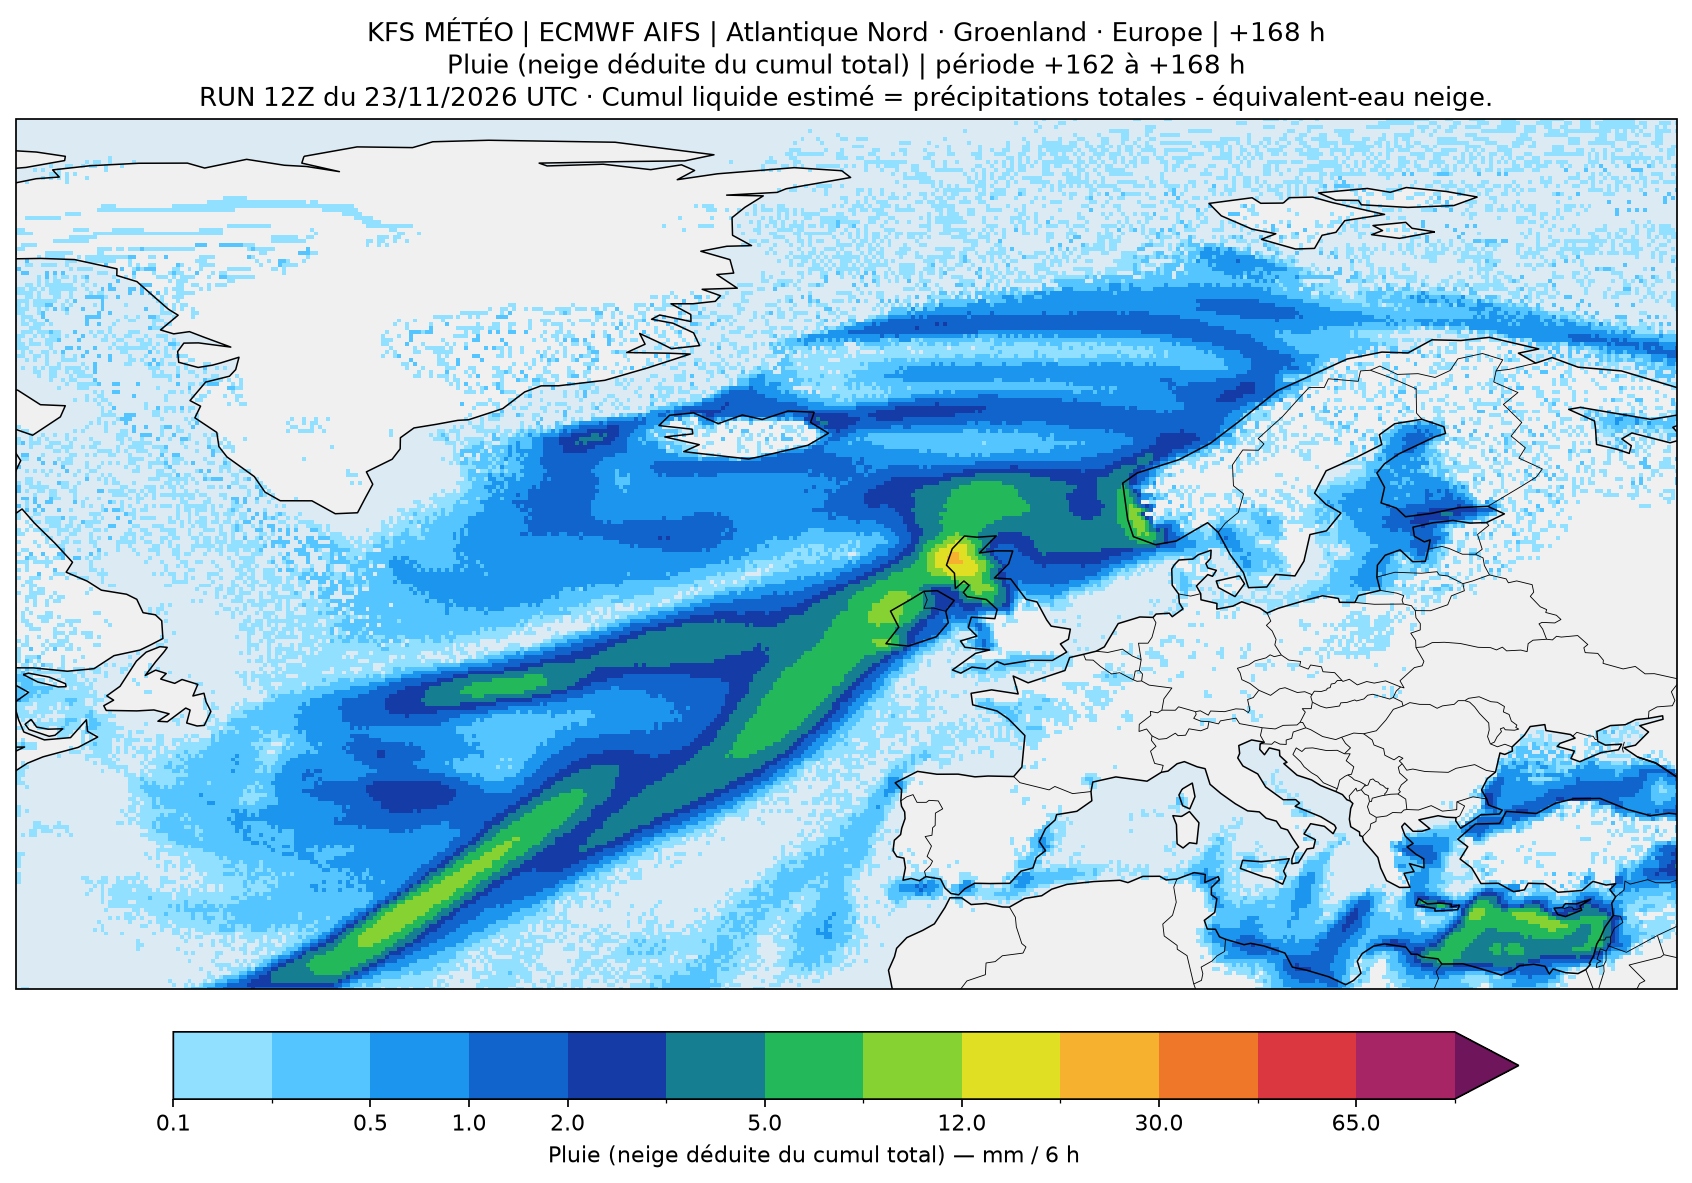 KFS MÉTÉO | ECMWF AIFS | Atlantique Nord · Groenland · Europe | +168 h
Pluie (neige déduite du cumul total) | période +162 à +168 h
RUN 12Z du 23/11/2026 UTC · Cumul liquide estimé = précipitations totales - équivalent-eau neige.
0.1 0.5 1.0 2.0 5.0 12.0 30.0 65.0
Pluie (neige déduite du cumul total) — mm / 6 h